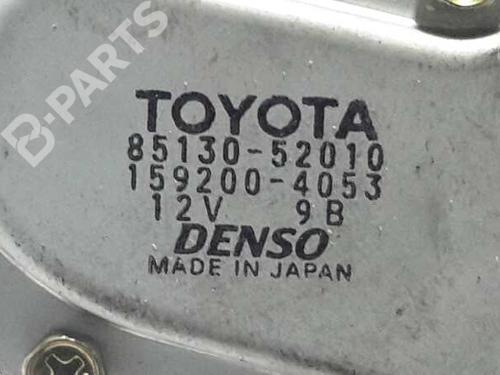 B-PARTS
TOYOTA
85130-52010
159200-4053
12V 9B
DENSO
MADE IN JAPAN